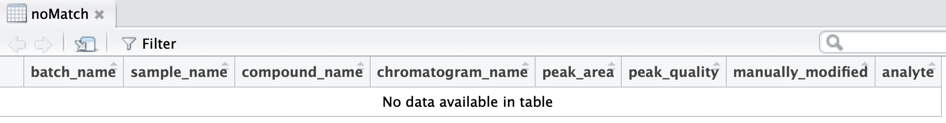 noMatch
Filter
batch_name sample_name compound_name chromatogram_name peak_area peak_quality manually_modified analyte
No data available in table